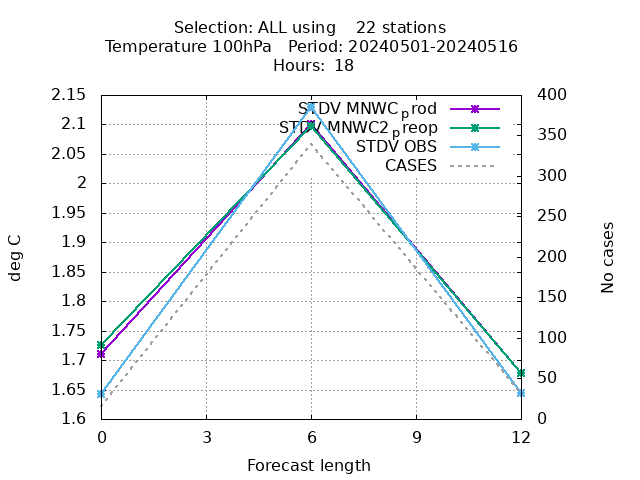 Selection: ALL using 22 stations
Temperature 100hPa Period: 20240501-20240516
Hours: 18
STDV MNWC prod
STDV MNWC2 preop
STDV OBS
CASES
2.15
2.1
2.05
2
1.95
1.9
1.85
1.8
1.75
1.7
1.65
1.6
deg C
400
350
300
250
200
150
100
50
0
No cases
0 3 6 9 12
Forecast length